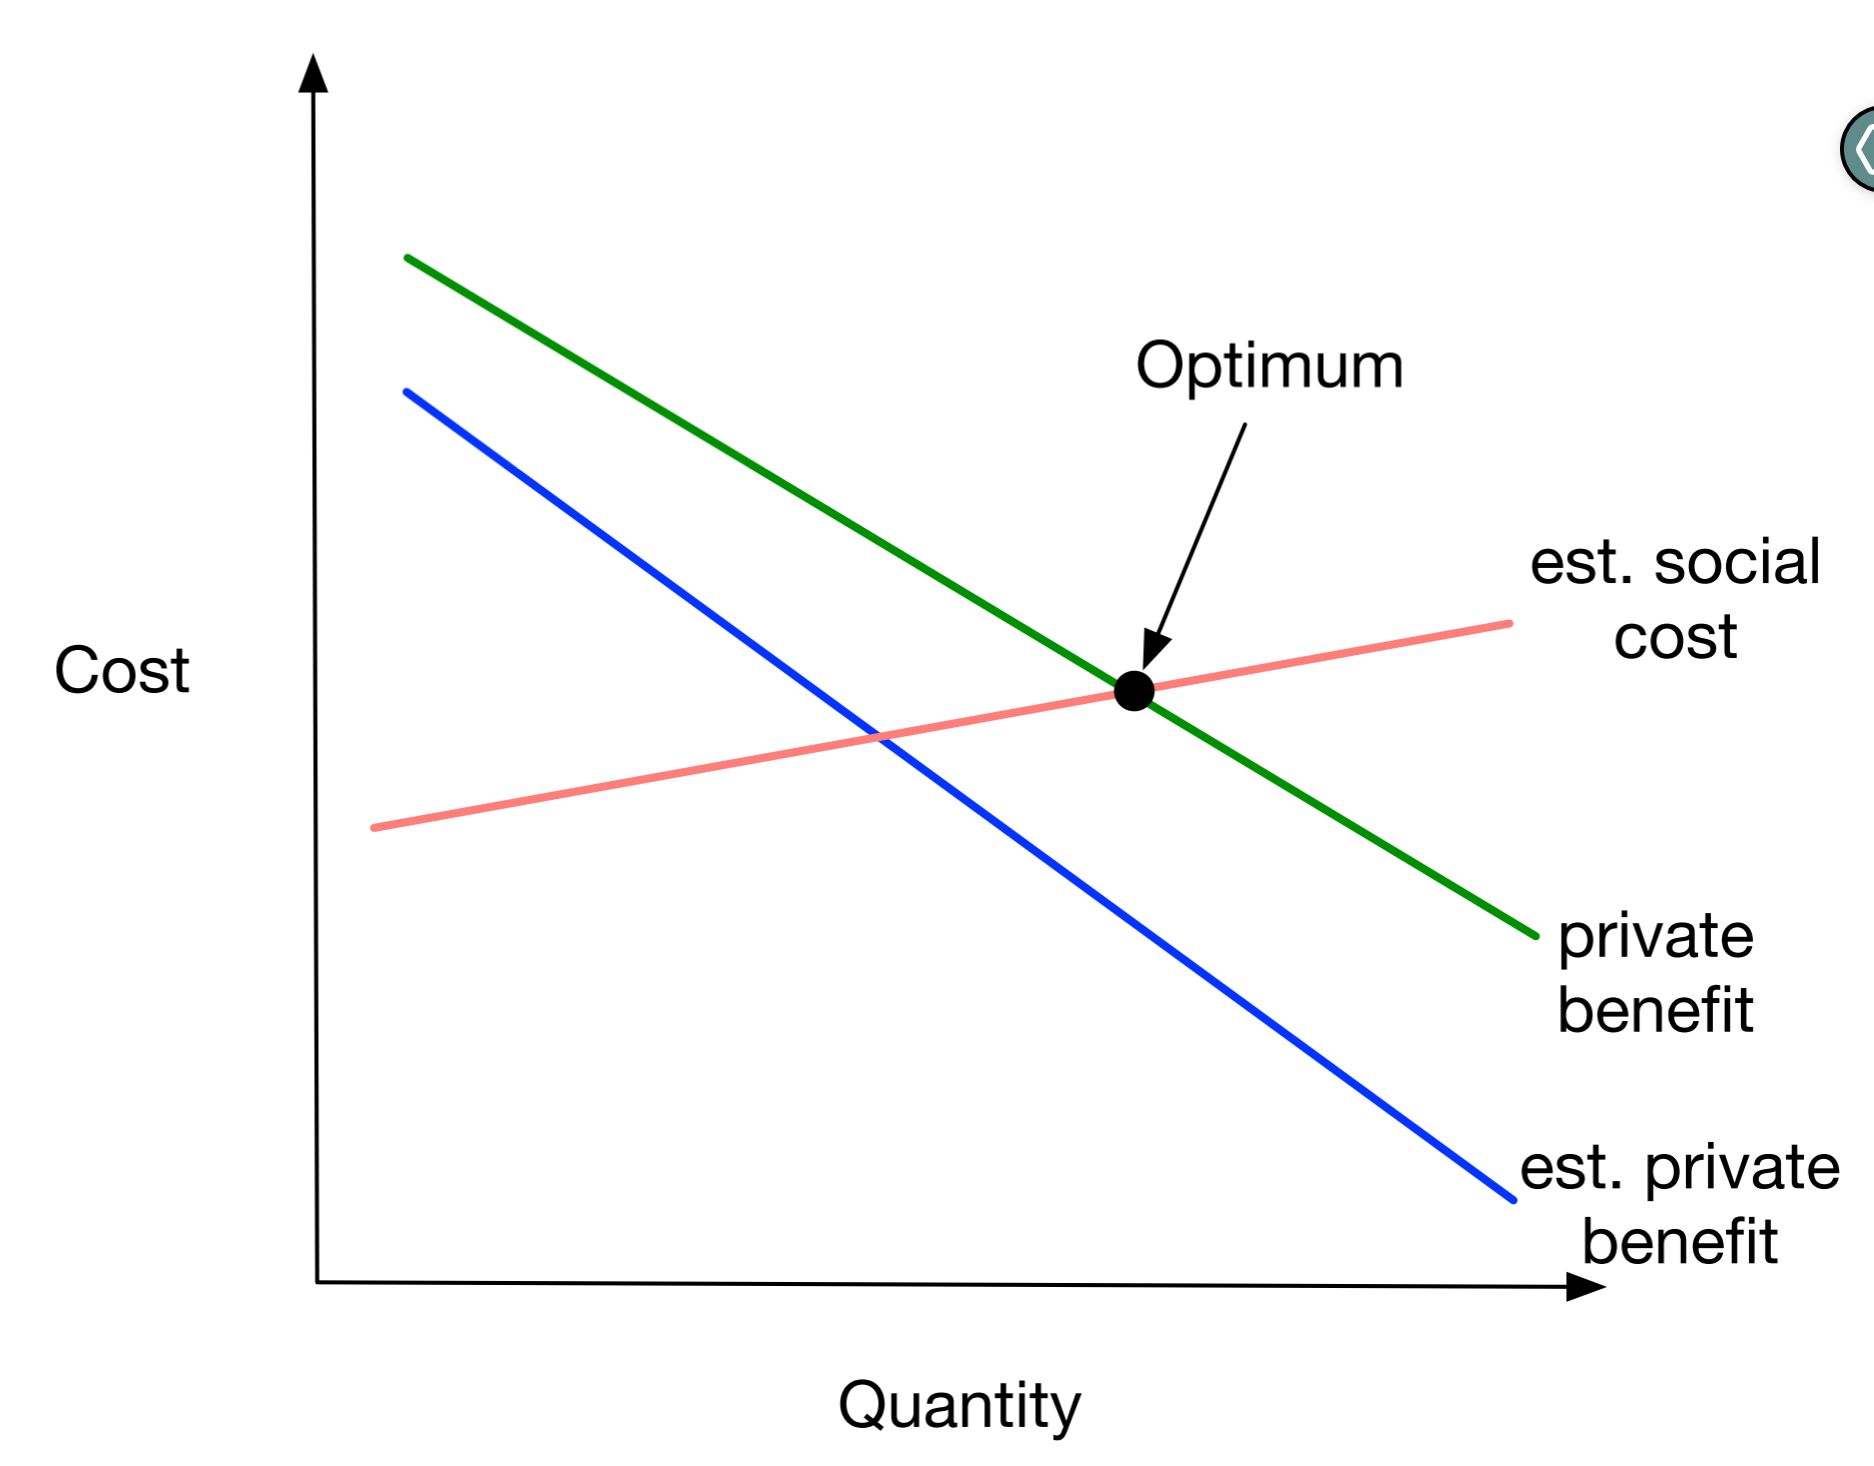 Optimum
est. social
cost
Cost
private
benefit
est. private
benefit
Quantity